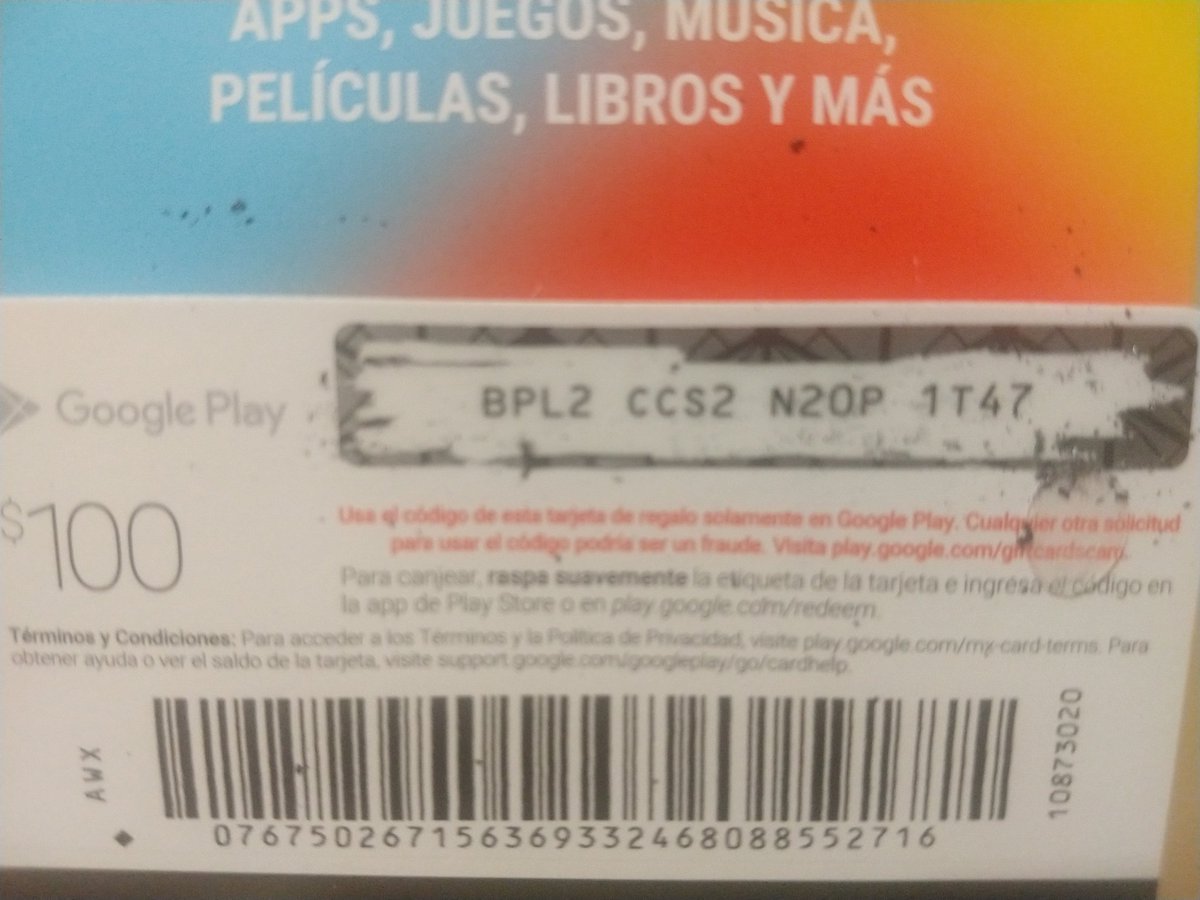 APPS, JUEGOS, MÚSICA,
PELÍCULAS, LIBROS Y MÁS
Google Play
BPL2 CCS2 N20P 1T47
$100
Usa el código de esta tarjeta de regalo solamente en Google Play. Cualquier otra solicitud
para usar el código podría ser un fraude. Visita play.google.com/giftcardscam.
Para canjear, raspa suavemente la etiqueta de la tarjeta e ingresa el código en
la app de Play Store o en play.google.com/redeem.
Términos y Condiciones: Para acceder a los Términos y la Política de Privacidad, visite play.google.com/mx-card-terms. Para
obtener ayuda o ver el saldo de la tarjeta, visite support.google.com/googleplay/go/cardhelp.
AWX
10873020
076750267156369332468088552716